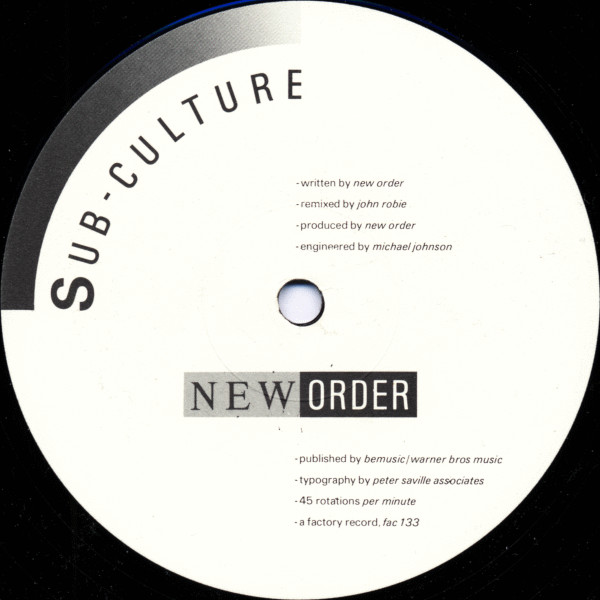 SUB-CULTURE
-written by new order
-remixed by john robie
-produced by new order
-engineered by michael johnson
NEW ORDER
-published by bemusic/warner bros music
-typography by peter saville associates
-45 rotations per minute
-a factory record, fac 133